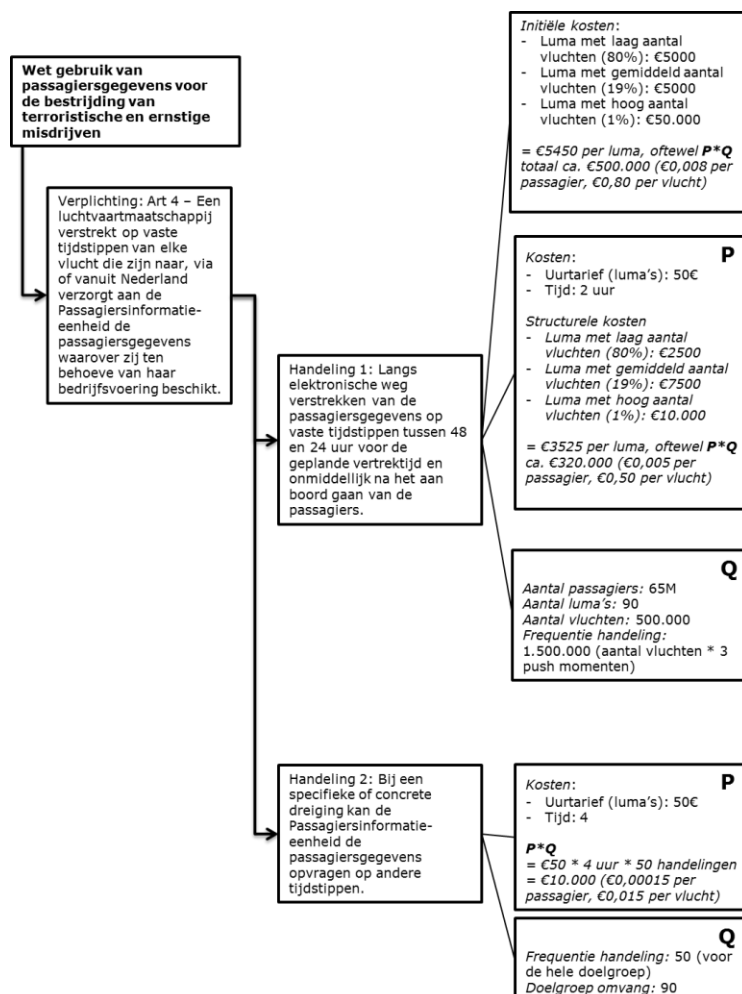 Wet gebruik van
passagiersgegevens voor
de bestrijding van
terroristische en ernstige
misdrijven
Verplichting: Art 4 – Een
luchtvaartmaatschappij
verstrekt op vaste
tijdstippen van elke
vlucht die zijn naar, via
of vanuit Nederland
verzorgt aan de
Passagiersinformatie-
eenheid de
passagiersgegevens
waarover zij ten
behoeve van haar
bedrijfsvoering beschikt.
Handeling 1: Langs
elektronische weg
verstrekken van de
passagiersgegevens op
vaste tijdstippen tussen 48
en 24 uur voor de
geplande vertrektijd en
onmiddellijk na het aan
boord gaan van de
passagiers.
Initiële kosten:
- Luma met laag aantal
vluchten (80%): €5000
- Luma met gemiddeld aantal
vluchten (19%): €5000
- Luma met hoog aantal
vluchten (1%): €50.000
= €5450 per luma, oftewel P*Q
totaal ca. €500.000 (€0,008 per
passagier, €0,80 per vlucht)
P
Kosten:
- Uurtarief (luma's): 50€
- Tijd: 2 uur
Structurele kosten
- Luma met laag aantal
vluchten (80%): €2500
- Luma met gemiddeld aantal
vluchten (19%): €7500
- Luma met hoog aantal
vluchten (1%): €10.000
= €3525 per luma, oftewel P*Q
ca. €320.000 (€0,005 per
passagier, €0,50 per vlucht)
Q
Aantal passagiers: 65M
Aantal luma's: 90
Aantal vluchten: 500.000
Frequentie handeling:
1.500.000 (aantal vluchten * 3
push momenten)
Handeling 2: Bij een
specifieke of concrete
dreiging kan de
Passagiersinformatie-
eenheid de
passagiersgegevens
opvragen op andere
tijdstippen.
P
Kosten:
- Uurtarief (luma's): 50€
- Tijd: 4
P*Q
= €50 * 4 uur * 50 handelingen
= €10.000 (€0,00015 per
passagier, €0,015 per vlucht)
Q
Frequentie handeling: 50 (voor
de hele doelgroep)
Doelgroep omvang: 90